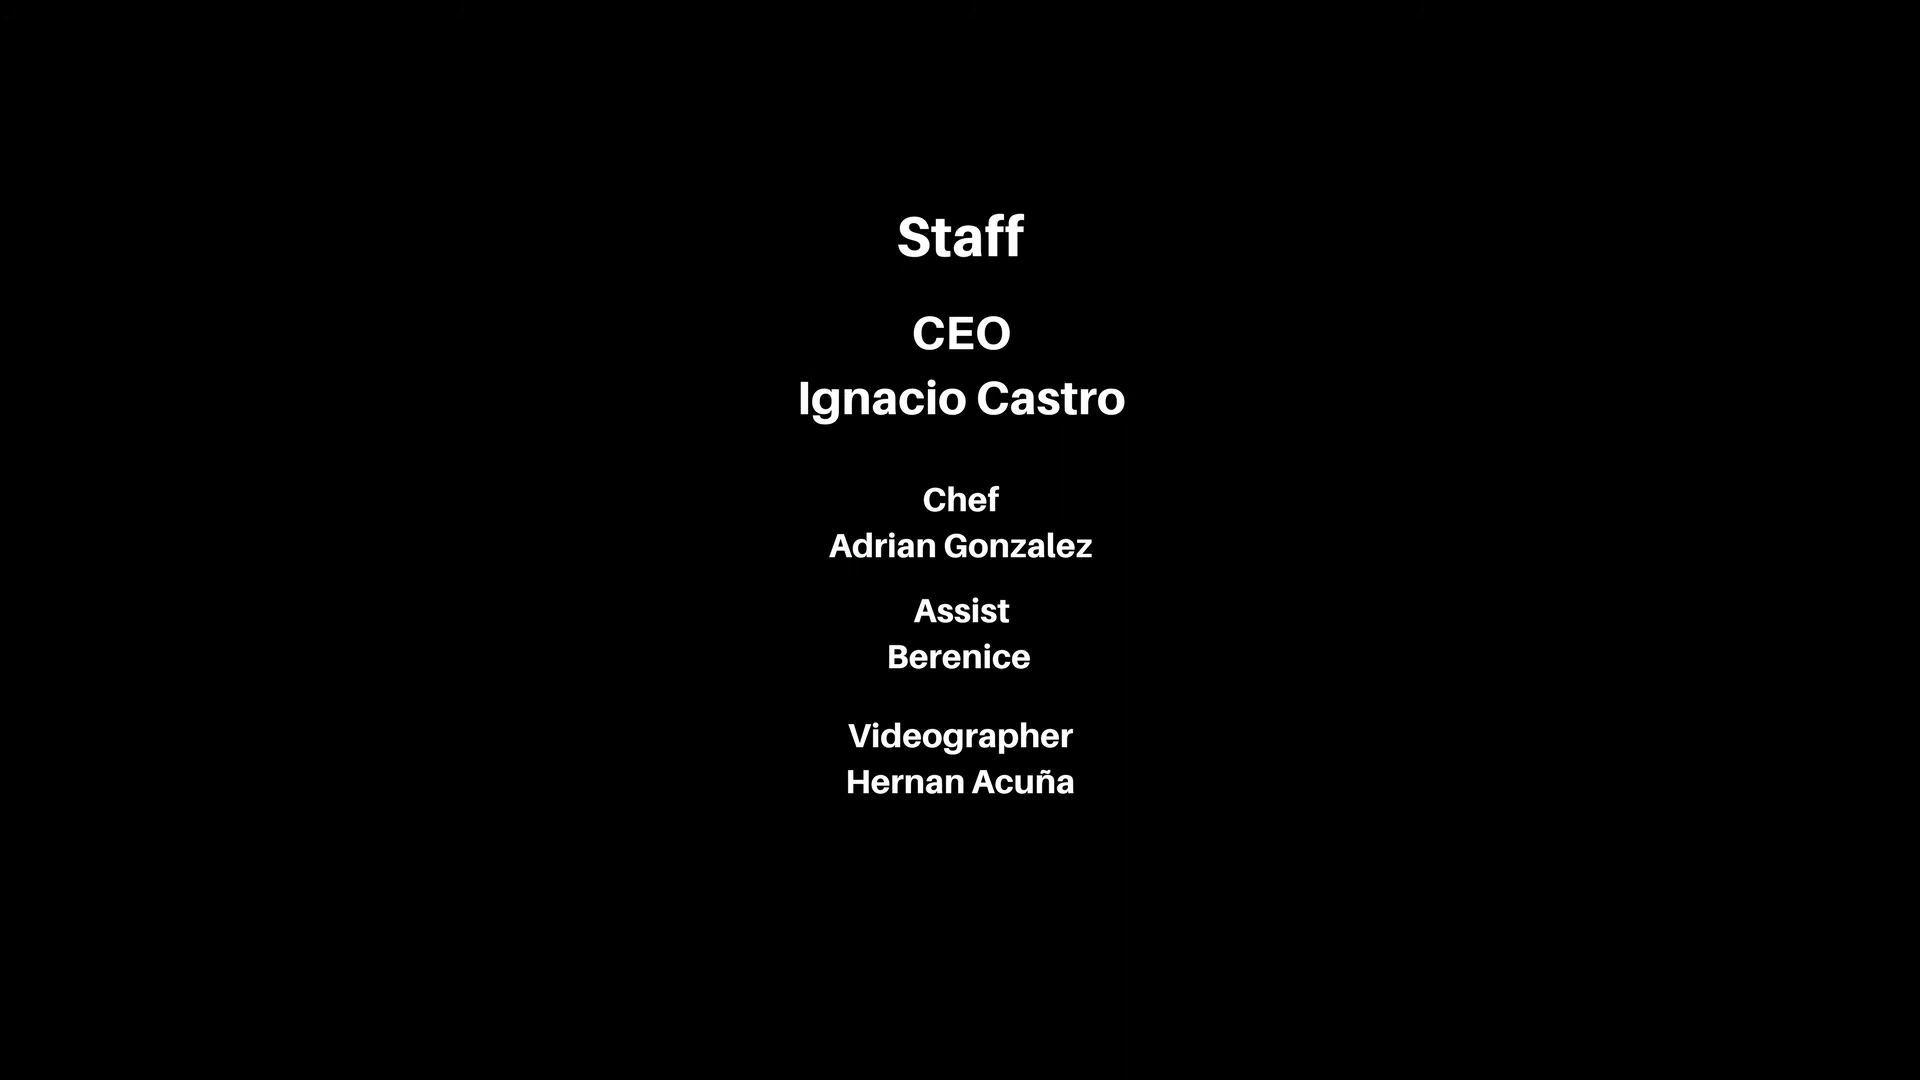 Staff
CEO
Ignacio Castro
Chef
Adrian Gonzalez
Assist
Berenice
Videographer
Hernan Acuña